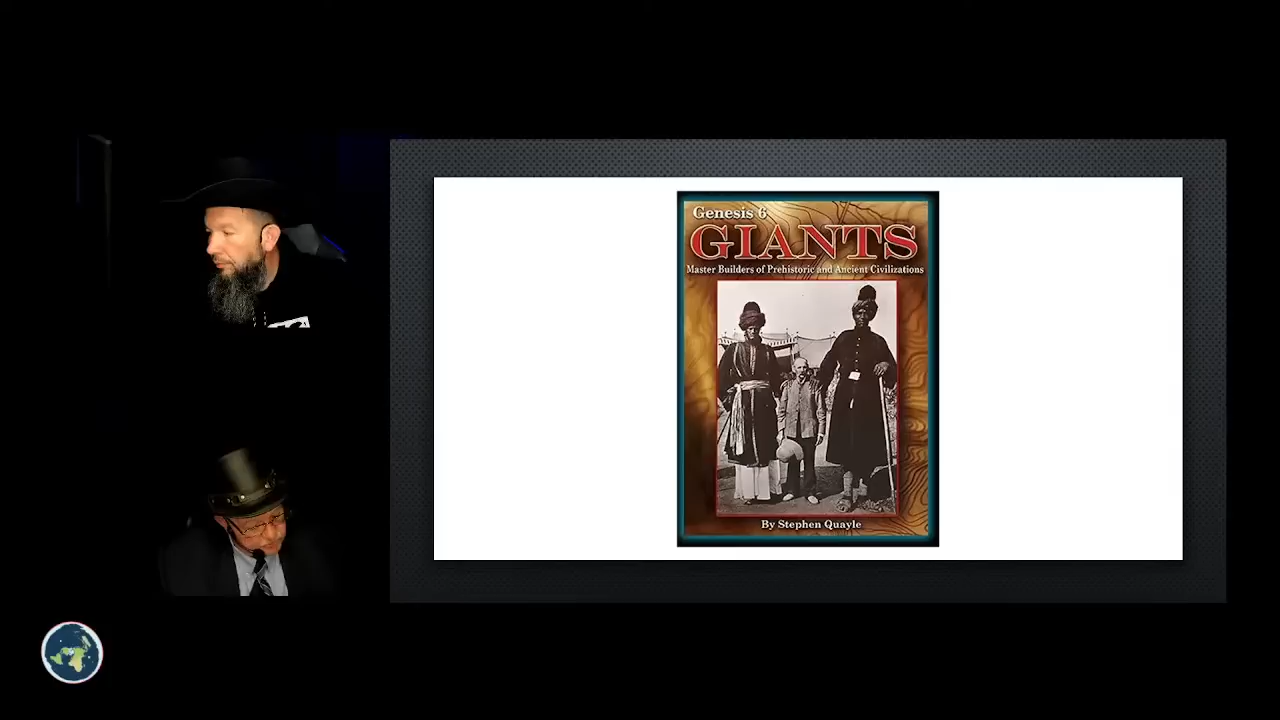 Genesis 6
GIANTS
Master Builders of Prehistoric and Ancient Civilizations
By Stephen Quayle